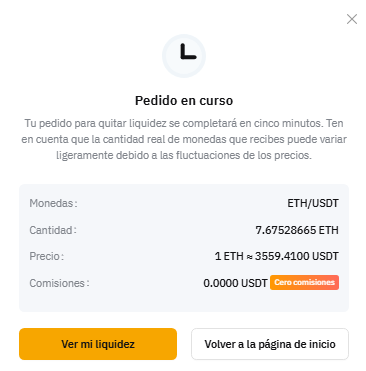 Pedido en curso
Tu pedido para quitar liquidez se completará en cinco minutos. Ten
en cuenta que la cantidad real de monedas que recibes puede variar
ligeramente debido a las fluctuaciones de los precios.
Monedas: ETH/USDT
Cantidad: 7.67528665 ETH
Precio: 1 ETH ≈ 3559.4100 USDT
Comisiones: 0.0000 USDT Cero comisiones
Ver mi liquidez Volver a la página de inicio